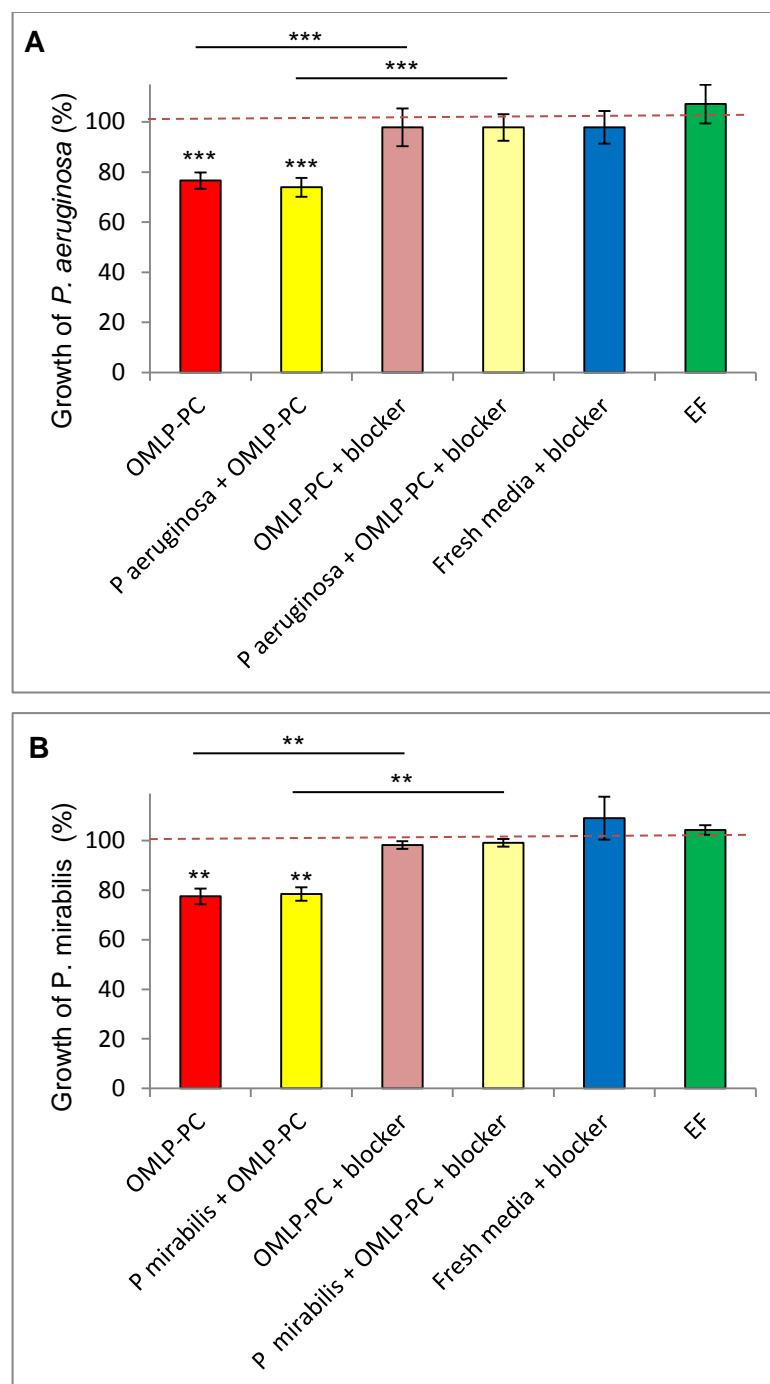 A
***
***
Growth of P. aeruginosa (%)
100
80
60
40
20
0
***
***
OMLP-PC
P aeruginosa + OMLP-PC
OMLP-PC + blocker
P aeruginosa + OMLP-PC + blocker
Fresh media + blocker
EF
B
**
**
Growth of P. mirabilis (%)
100
80
60
40
20
0
**
**
OMLP-PC
P mirabilis + OMLP-PC
OMLP-PC + blocker
P mirabilis + OMLP-PC + blocker
Fresh media + blocker
EF